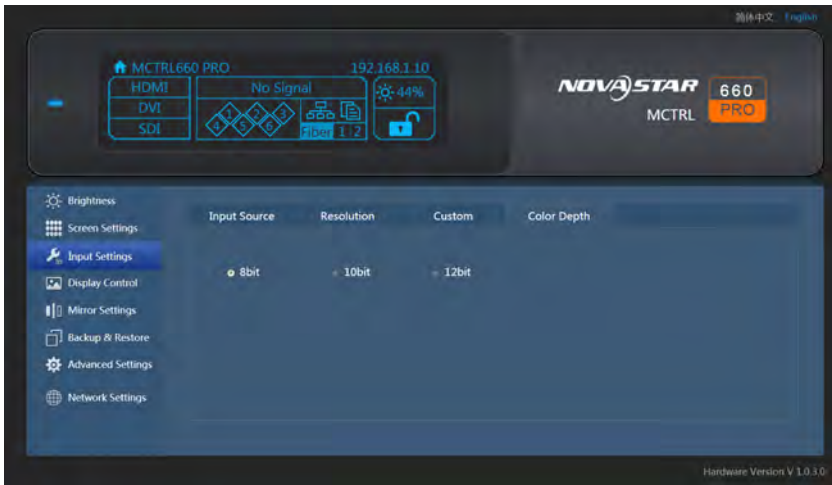 简体中文 English
MCTRL660 PRO 192.168.1.10
HDMI No Signal 44%
DVI
SDI
1 2 3
4 5 6
Fiber 1 2
NOVASTAR 660
MCTRL PRO
Brightness
Input Source Resolution Custom Color Depth
Screen Settings
Input Settings
8bit 10bit 12bit
Display Control
Mirror Settings
Backup & Restore
Advanced Settings
Network Settings
Hardware Version V 1.0.3.0